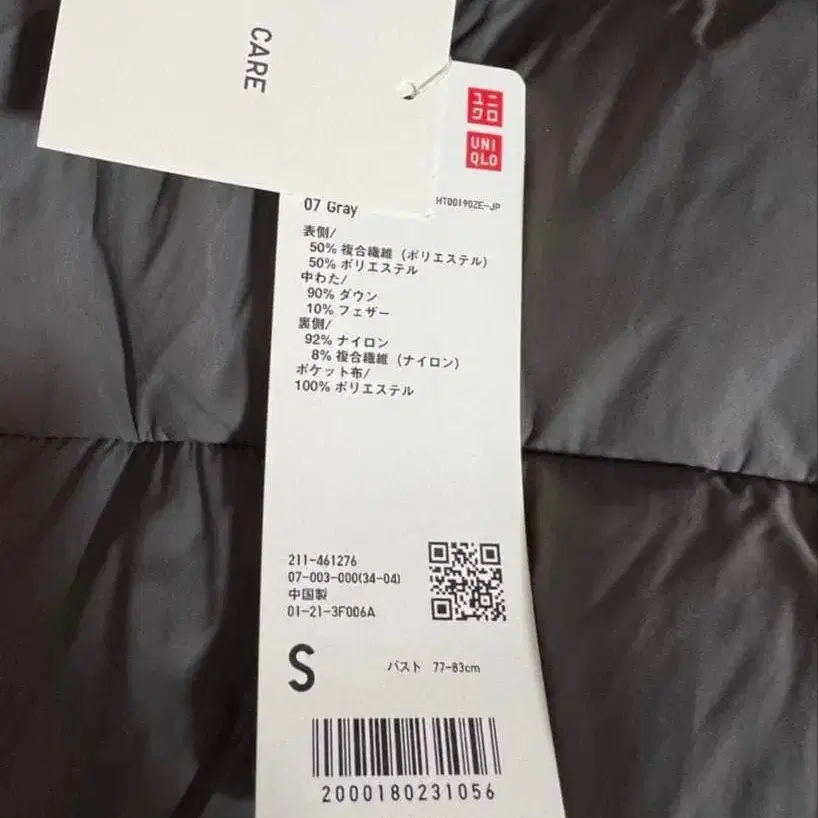 CARE
ユニ
クロ
UNI
QLO
07 Gray
HT00190ZE-JP
表側/
50% 複合繊維 (ポリエステル)
50% ポリエステル
中わた/
90% ダウン
10% フェザー
裏側/
92% ナイロン
8% 複合繊維 (ナイロン)
ポケット布/
100% ポリエステル
211-461276
07-003-000(34-04)
中国製
01-21-3F006A
S
バスト 77-83cm
2000180231056